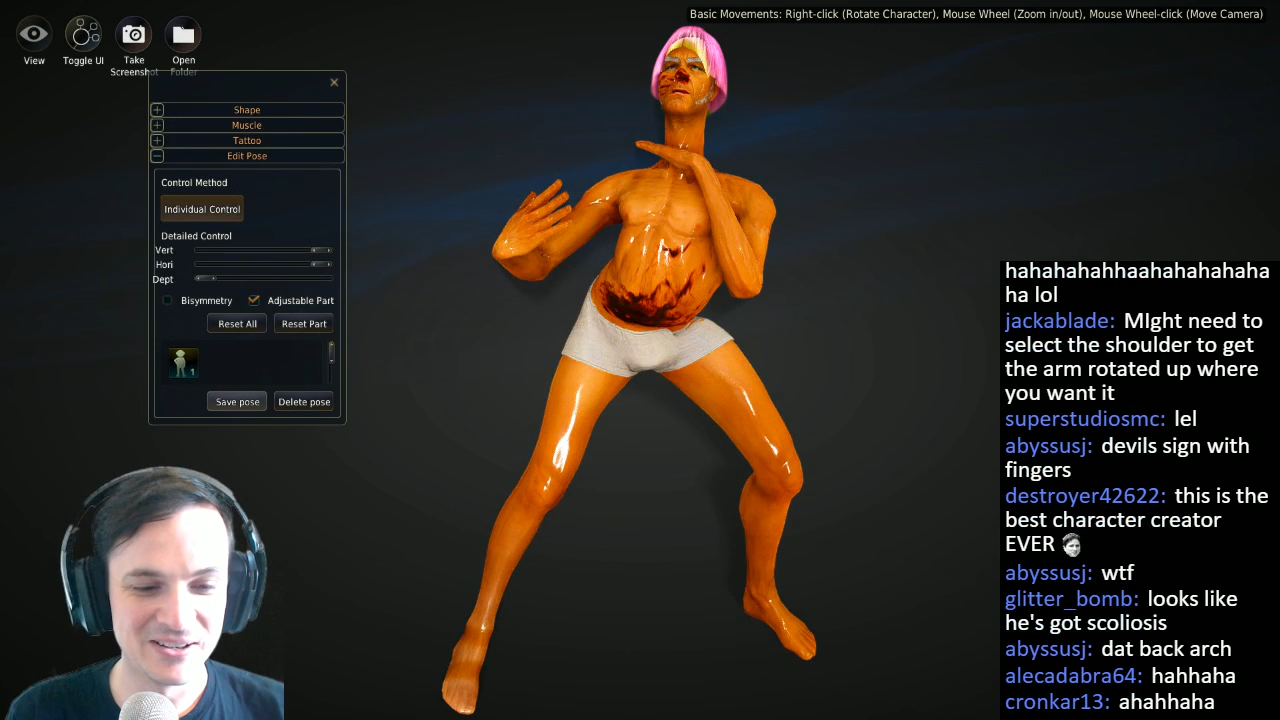 Basic Movements: Right-click (Rotate Character), Mouse Wheel (Zoom in/out), Mouse Wheel-click (Move Camera)
View
Toggle UI
Take
Screenshot
Open
Folder
Shape
Muscle
Tattoo
Edit Pose
Control Method
Individual Control
Detailed Control
Vert
Hori
Dept
Bisymmetry
Adjustable Part
Reset All
Reset Part
1
Save pose
Delete pose
hahahahahhaahahahahaha
ha lol
jackablade: MIght need to
select the shoulder to get
the arm rotated up where
you want it
superstudiosmc: lel
abyssusj: devils sign with
fingers
destroyer42622: this is the
best character creator
EVER
abyssusj: wtf
glitter_bomb: looks like
he's got scoliosis
abyssusj: dat back arch
alecadabra64: hahhaha
cronkar13: ahahhaha